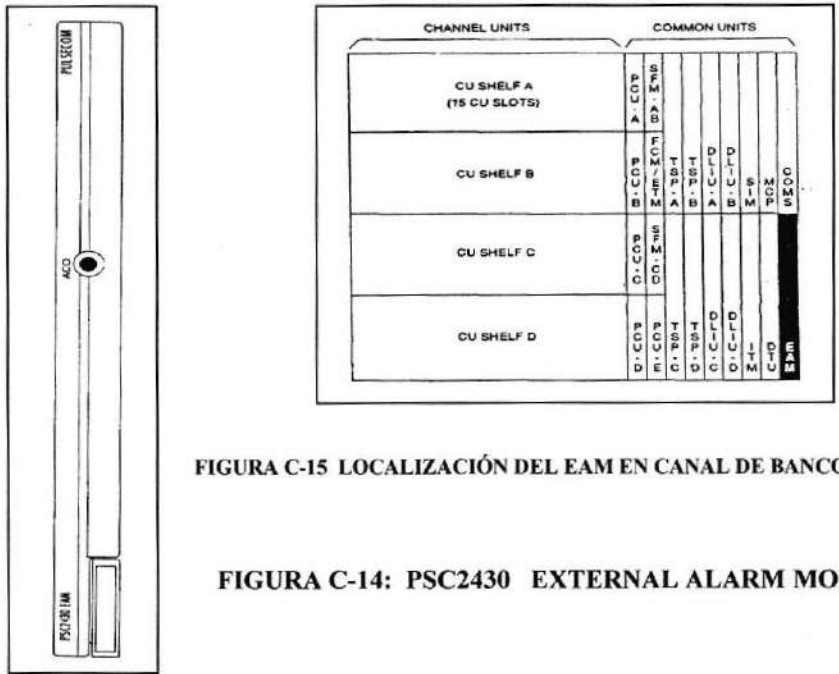 PULSECOM
ACO
PSC2430 EAM
CHANNEL UNITS
COMMON UNITS
CU SHELF A
(15 CU SLOTS)
CU SHELF B
CU SHELF C
CU SHELF D
PCU-A
SFM-AB
PCU-B
FCM/ETM
TSP-A
TSP-B
DLIU-A
DLIU-B
SIM
MCP
COMS
PCU-C
SFM-CD
PCU-D
PCU-E
TSP-C
TSP-D
DLIU-C
DLIU-D
ITM
DTU
EAM
FIGURA C-15 LOCALIZACIÓN DEL EAM EN CANAL DE BANCO
FIGURA C-14: PSC2430 EXTERNAL ALARM MO